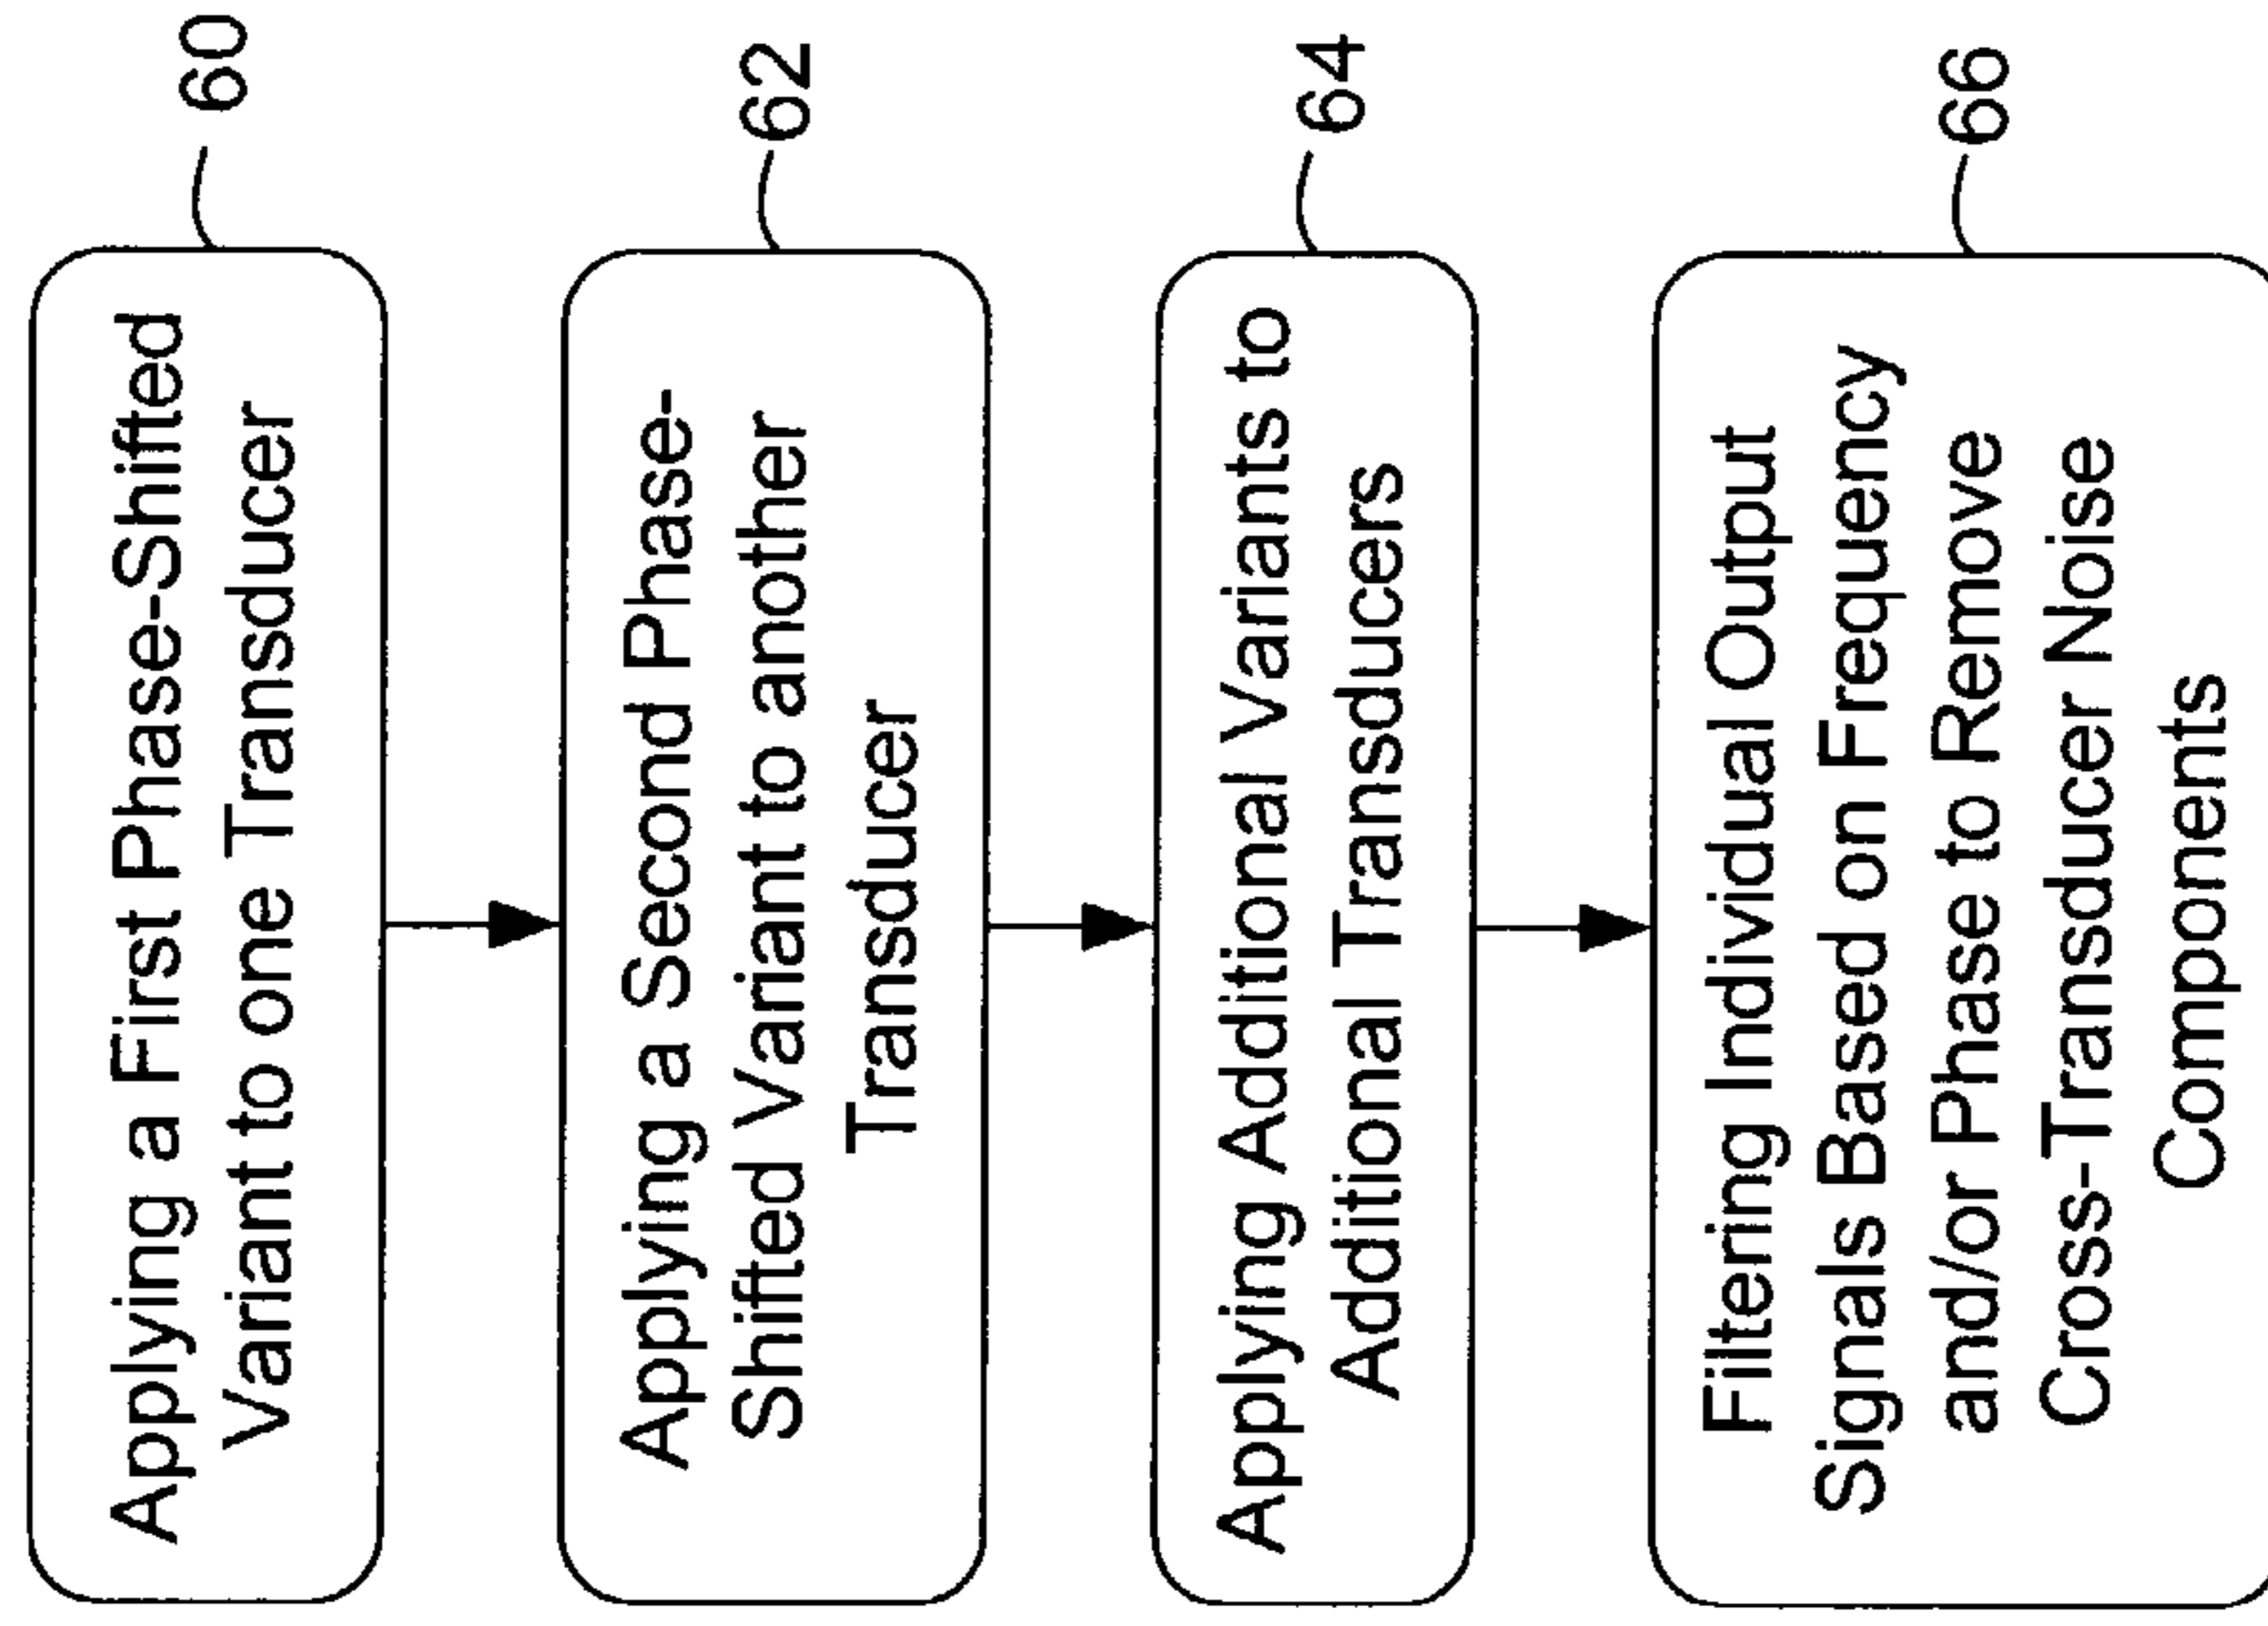 Applying a First Phase-Shifted
Variant to one Transducer
60
Applying a Second Phase-
Shifted Variant to another
Transducer
62
Applying Additional Variants to
Additional Transducers
64
Filtering Individual Output
Signals Based on Frequency
and/or Phase to Remove
Cross-Transducer Noise
Components
66